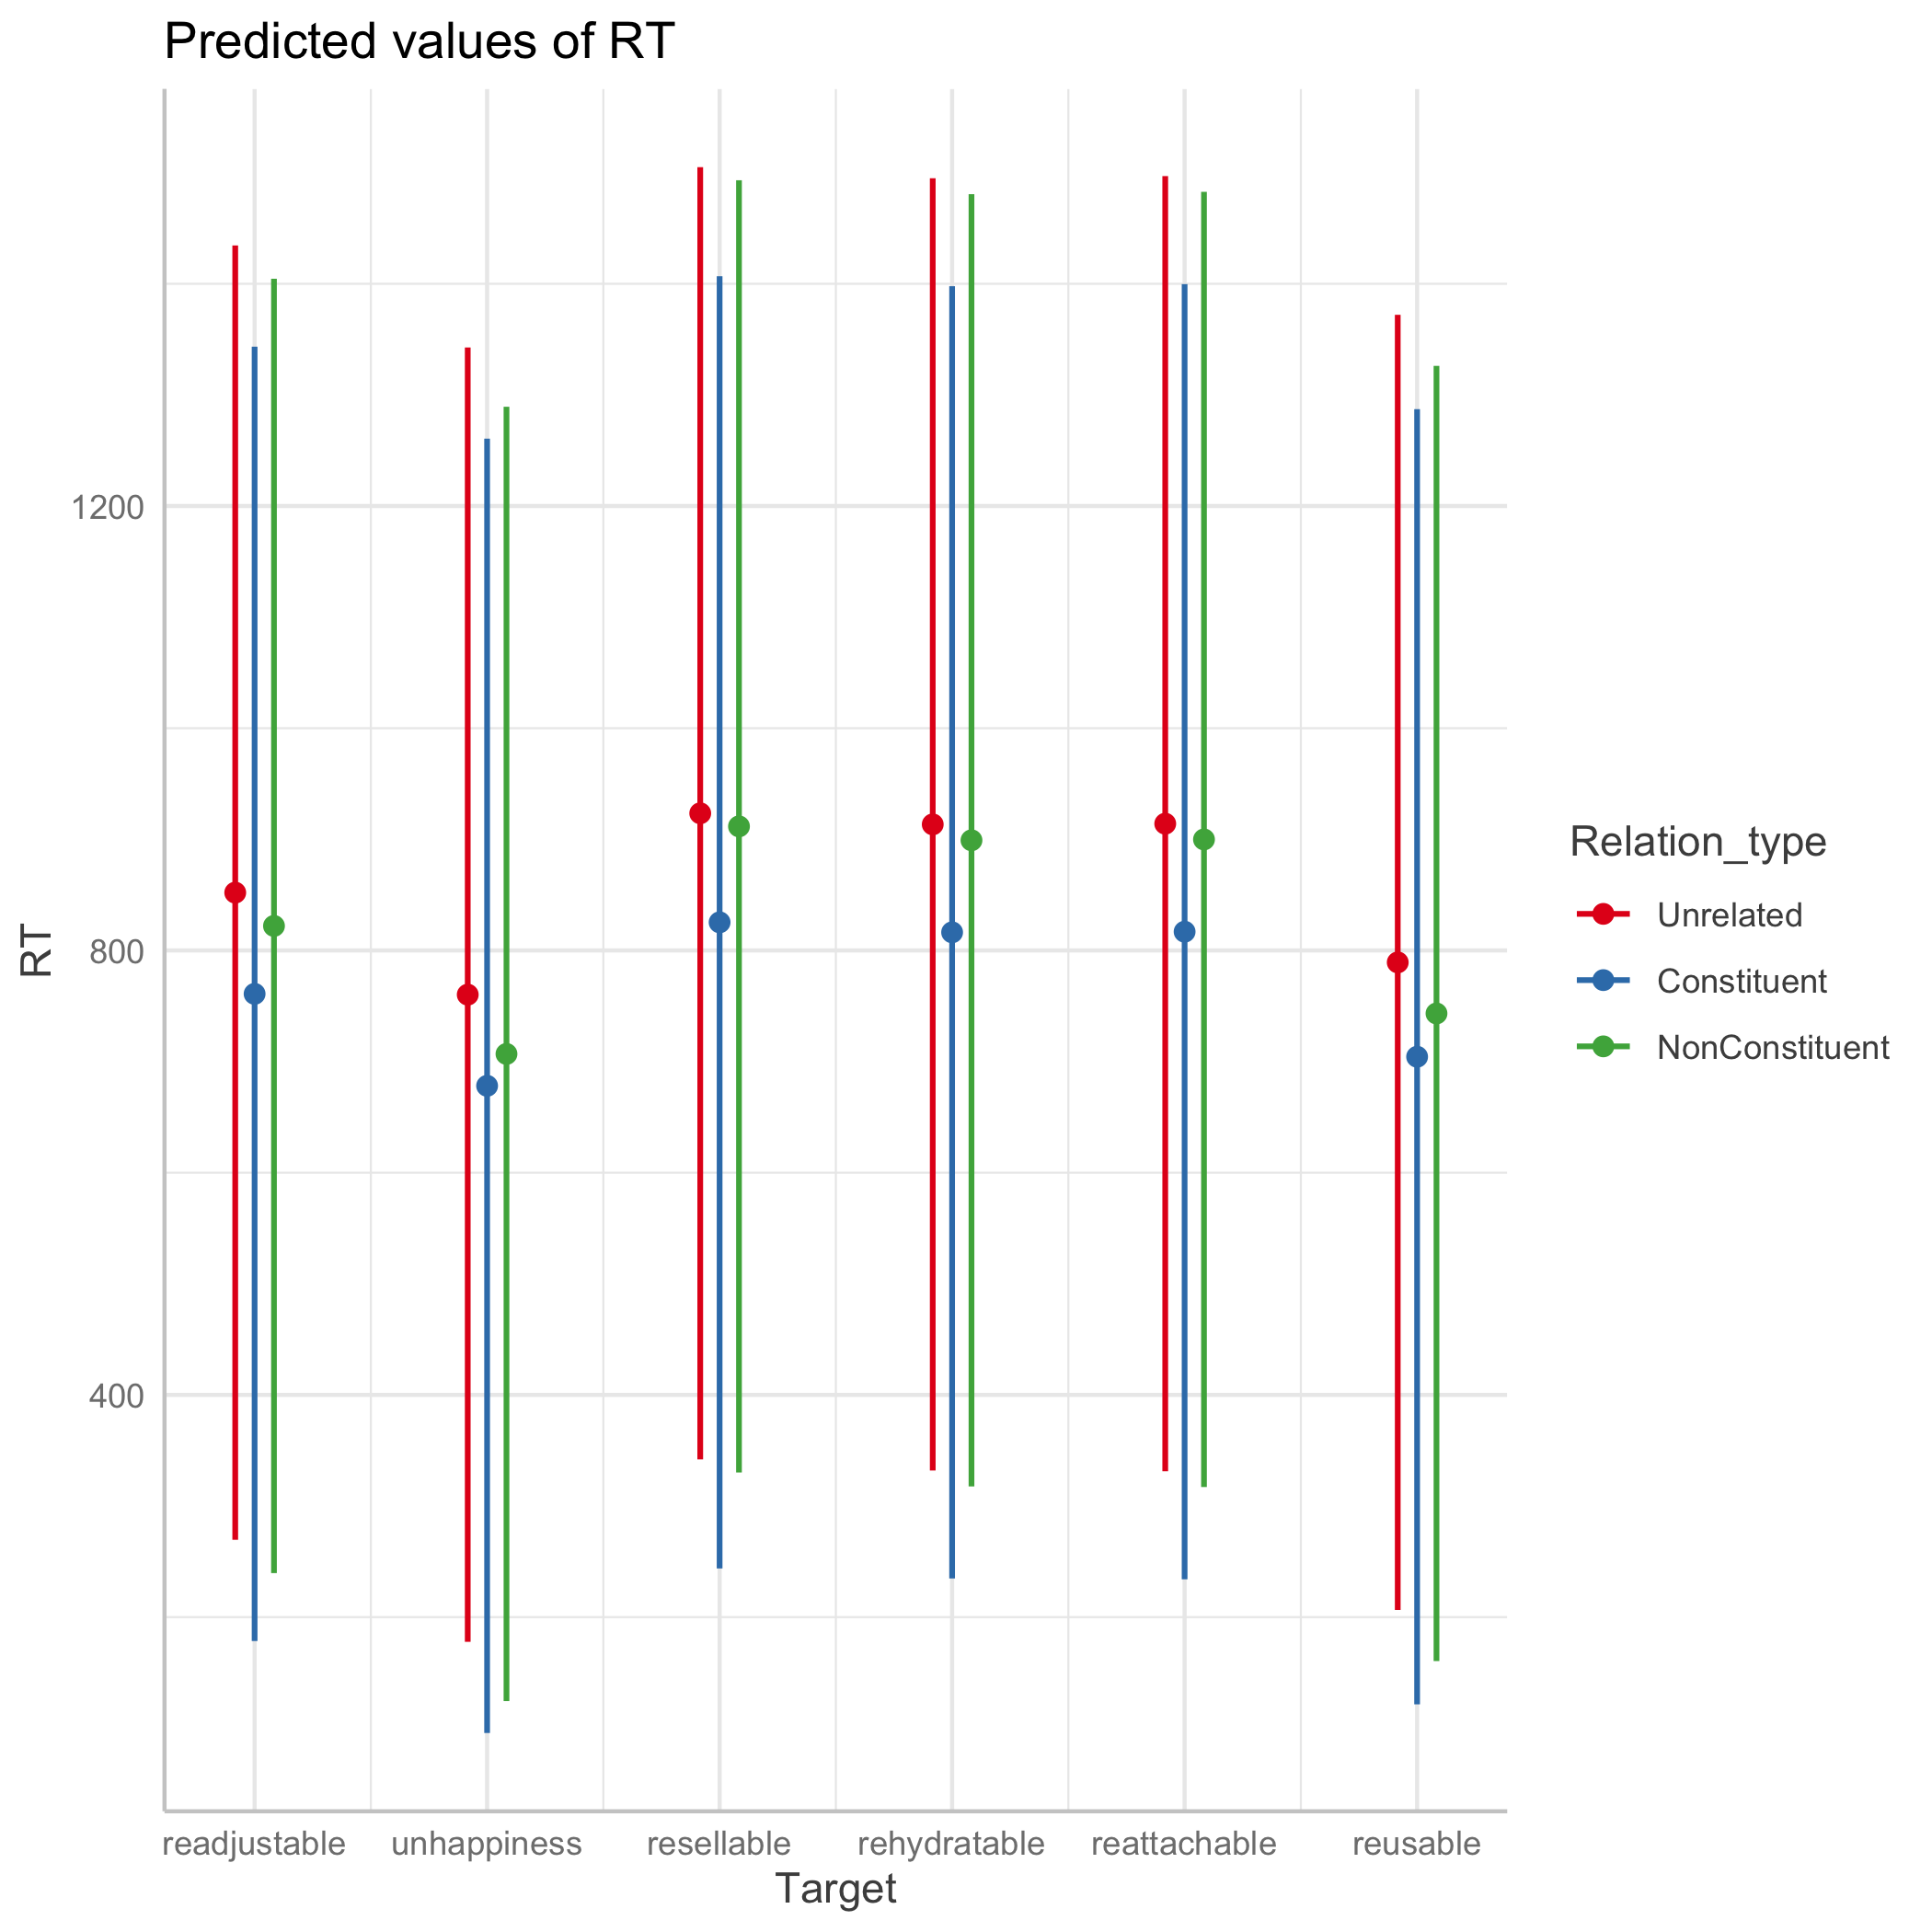 Predicted values of RT
1200
800
400
RT
readjustable unhappiness resellable rehydratable reattachable reusable
Target
Relation_type
Unrelated
Constituent
NonConstituent